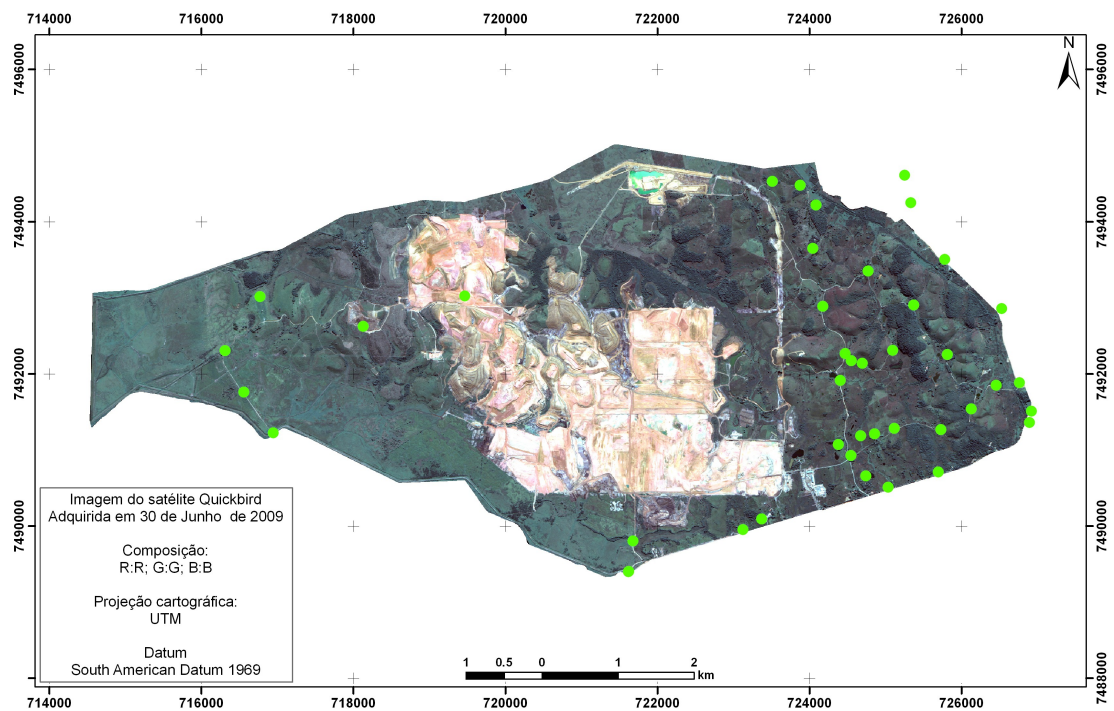 714000 716000 718000 720000 722000 724000 726000
N
7496000 7496000
7494000 7494000
7492000 7492000
7490000 7490000
7488000 7488000
Imagem do satélite Quickbird
Adquirida em 30 de Junho de 2009
Composição:
R:R; G:G; B:B
Projeção cartográfica:
UTM
Datum
South American Datum 1969
1 0.5 0 1 2
km
714000 716000 718000 720000 722000 724000 726000